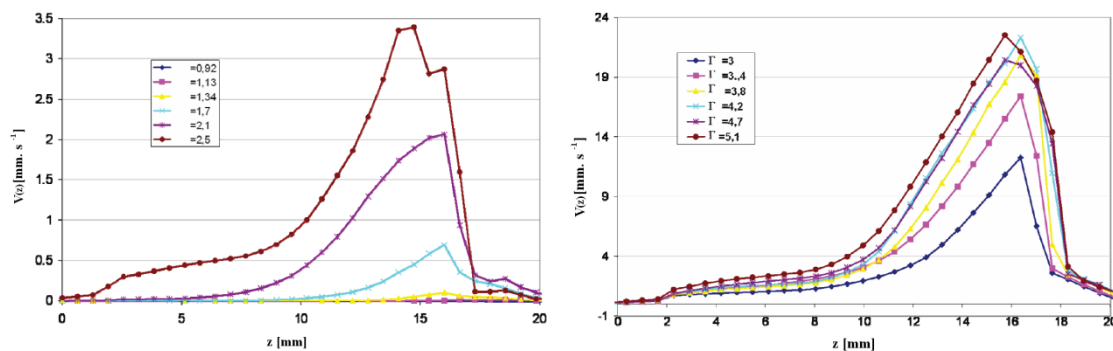 V(z)[mm. s⁻¹]
3.5
3
2.5
2
1.5
1
0.5
0
=0,92
=1,13
=1,34
=1,7
=2,1
=2,5
0 5 10 15 20
z [mm]
V(z)[mm. s⁻¹]
24
19
14
9
4
-1
Γ =3
Γ =3.,4
Γ =3,8
Γ =4,2
Γ =4,7
Γ =5,1
0 2 4 6 8 10 12 14 16 18 20
z [mm]